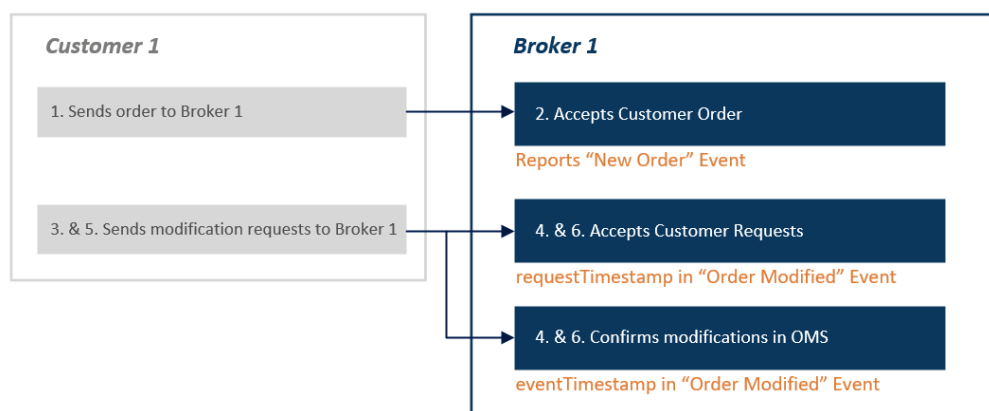 Customer 1
Broker 1
1. Sends order to Broker 1
2. Accepts Customer Order
Reports “New Order” Event
3. & 5. Sends modification requests to Broker 1
4. & 6. Accepts Customer Requests
requestTimestamp in “Order Modified” Event
4. & 6. Confirms modifications in OMS
eventTimestamp in “Order Modified” Event